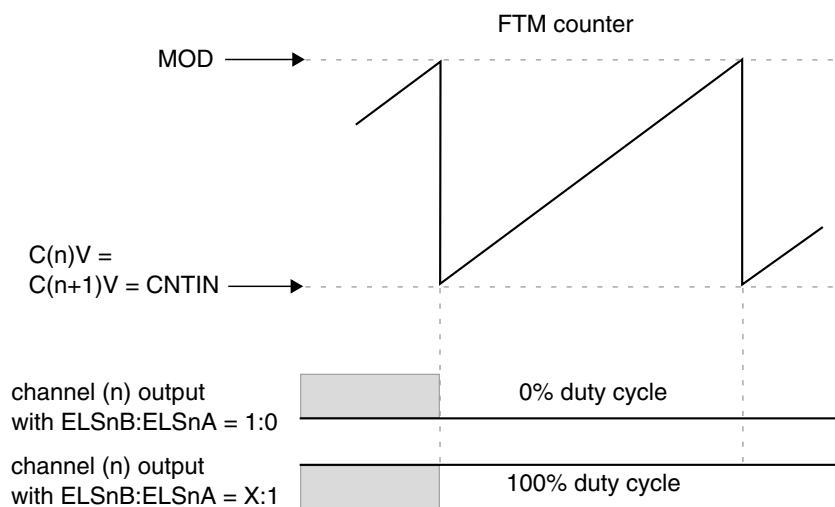 FTM counter
MOD
C(n)V =
C(n+1)V = CNTIN
channel (n) output
with ELSnB:ELSnA = 1:0
0% duty cycle
channel (n) output
with ELSnB:ELSnA = X:1
100% duty cycle